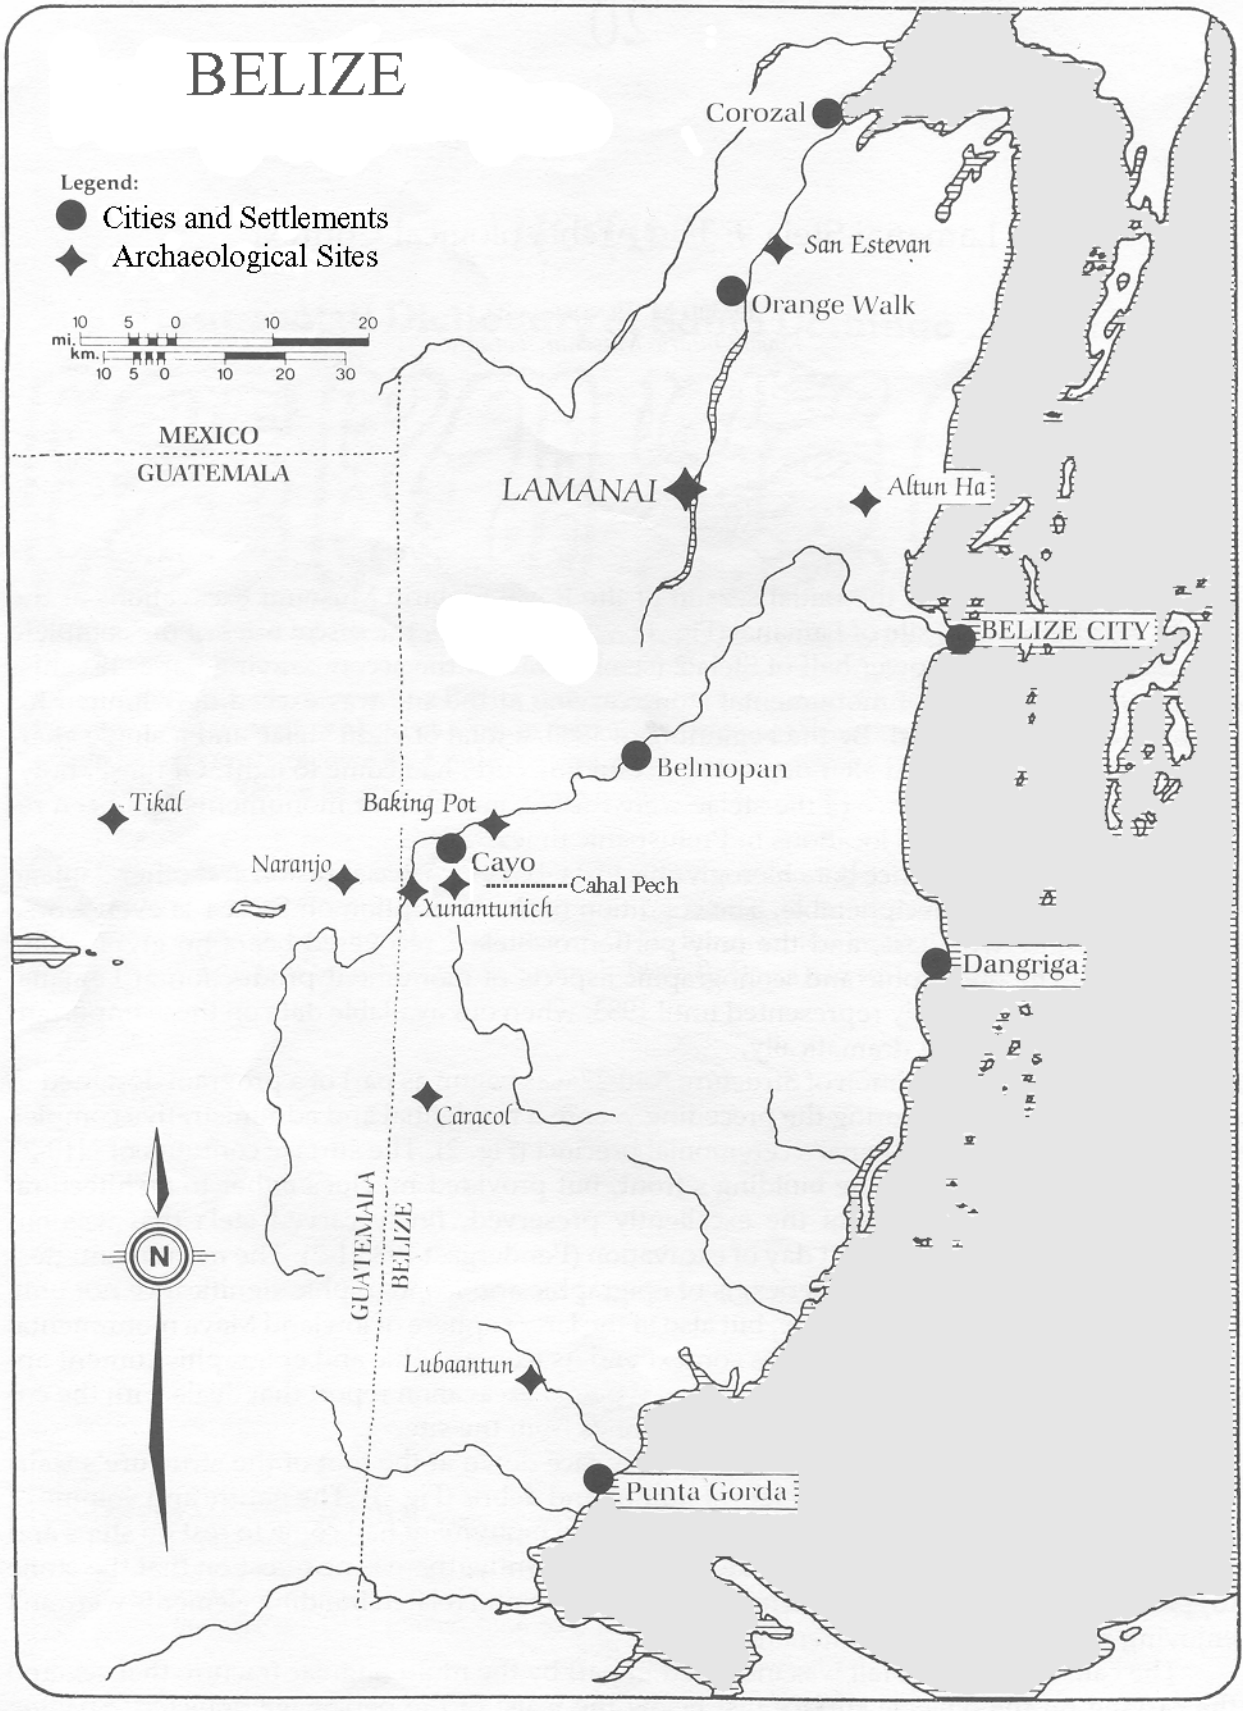 BELIZE
Corozal
Legend:
Cities and Settlements
Archaeological Sites
San Estevan
Orange Walk
10 5 0 10 20
mi.
km.
10 5 0 10 20 30
MEXICO
GUATEMALA
LAMANAI
Altun Ha
BELIZE CITY
Belmopan
Tikal
Baking Pot
Naranjo
Cayo
Cahal Pech
Xunantunich
Dangriga
Caracol
GUATEMALA
BELIZE
N
Lubaantun
Punta Gorda